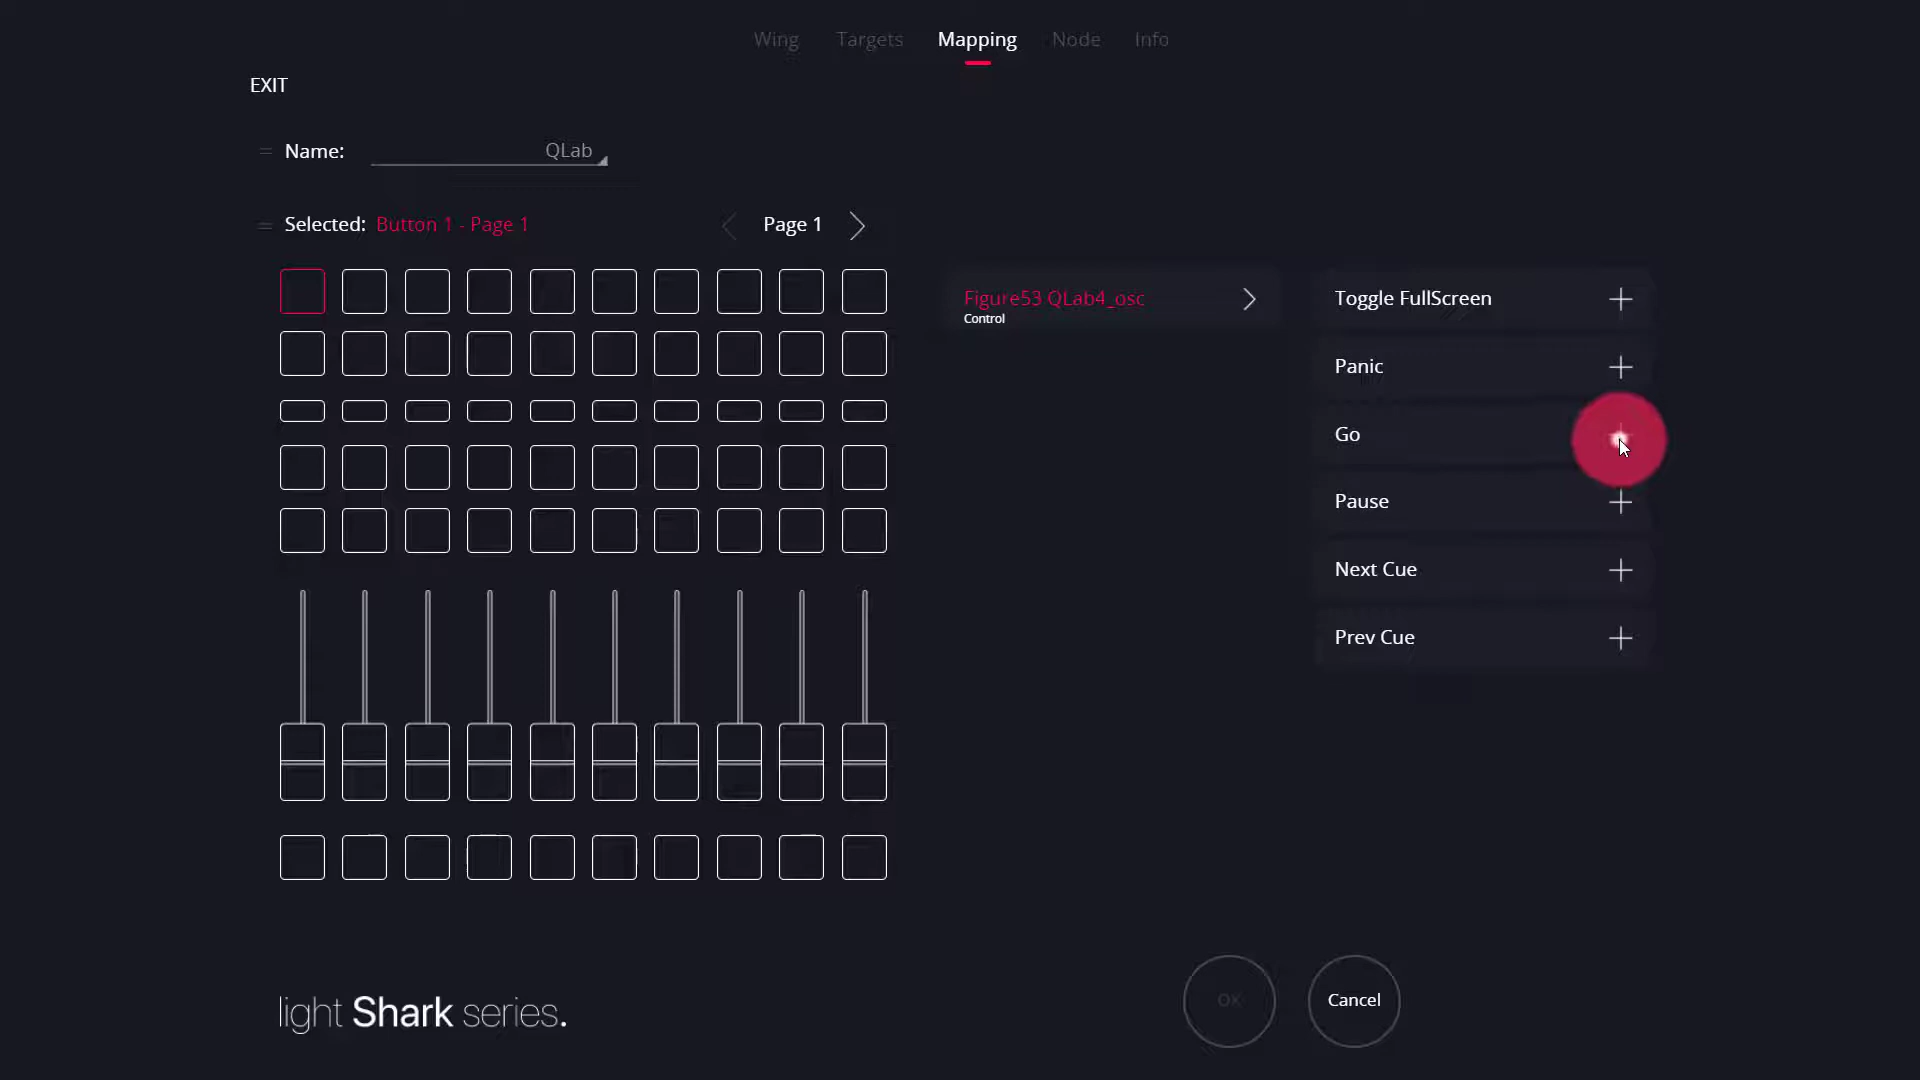 Wing Targets Mapping Node Info
EXIT
Name: QLab
Selected: Button 1 - Page 1 Page 1
Figure53 QLab4_osc
Control
Toggle FullScreen
Panic
Go
Pause
Next Cue
Prev Cue
OK
Cancel
light Shark series.